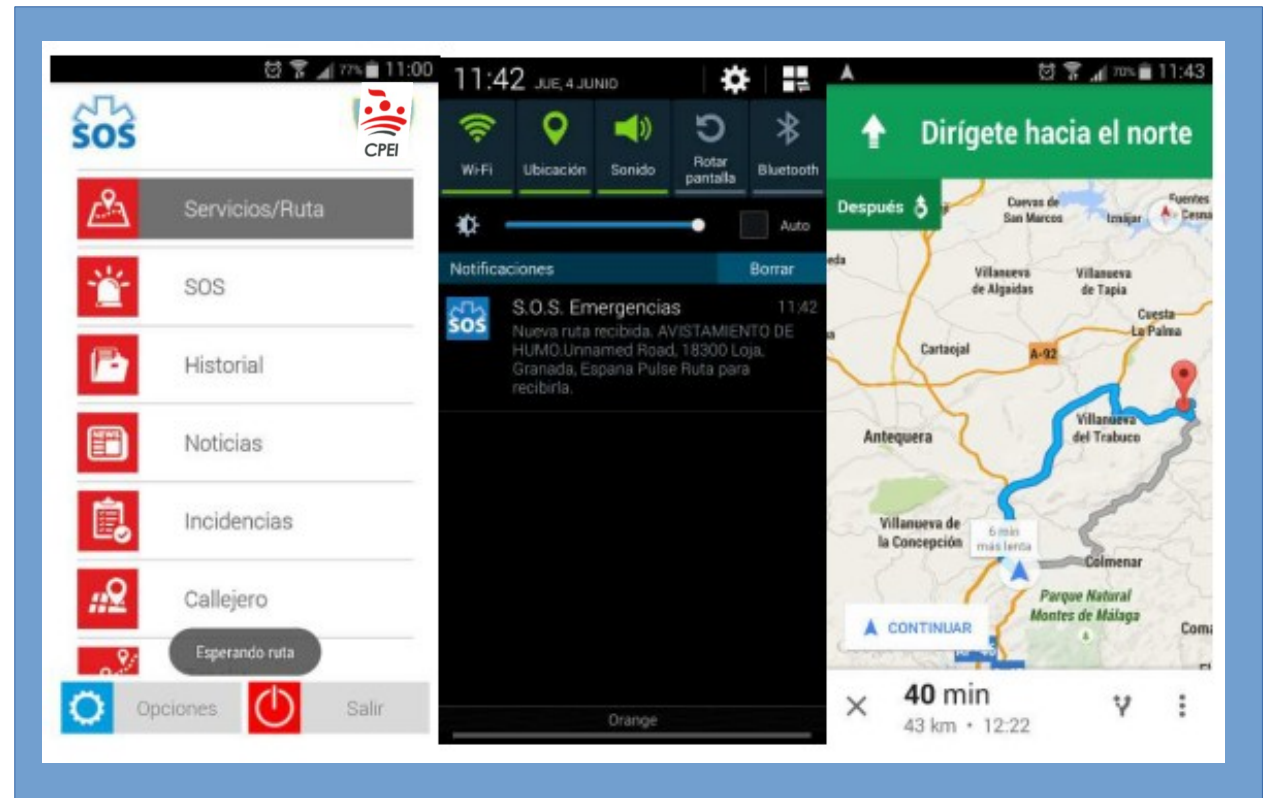 77% 11:00
SOS
CPEI
Servicios/Ruta
SOS
Historial
Noticias
Incidencias
Callejero
Esperando ruta
Opciones
Salir
11:42 JUE, 4 JUNIO
Wi-Fi
Ubicación
Sonido
Rotar
pantalla
Bluetooth
Auto
Notificaciones
Borrar
SOS
S.O.S. Emergencias 11:42
Nueva ruta recibida. AVISTAMIENTO DE
HUMO.Unnamed Road, 18300 Loja,
Granada, Espana Pulse Ruta para
recibirla.
Orange
70% 11:43
Dirígete hacia el norte
Después
Cuevas de
San Marcos
Iznájar
Fuentes
Cesna
eda
Villanueva
de Algaidas
Villanueva
de Tapia
Cuesta
La Palma
Cartaojal
A-92
Antequera
Villanueva
del Trabuco
Villanueva de
la Concepción
6 min
más lenta
Colmenar
Parque Natural
Montes de Málaga
CONTINUAR
Coma
40 min
43 km • 12:22